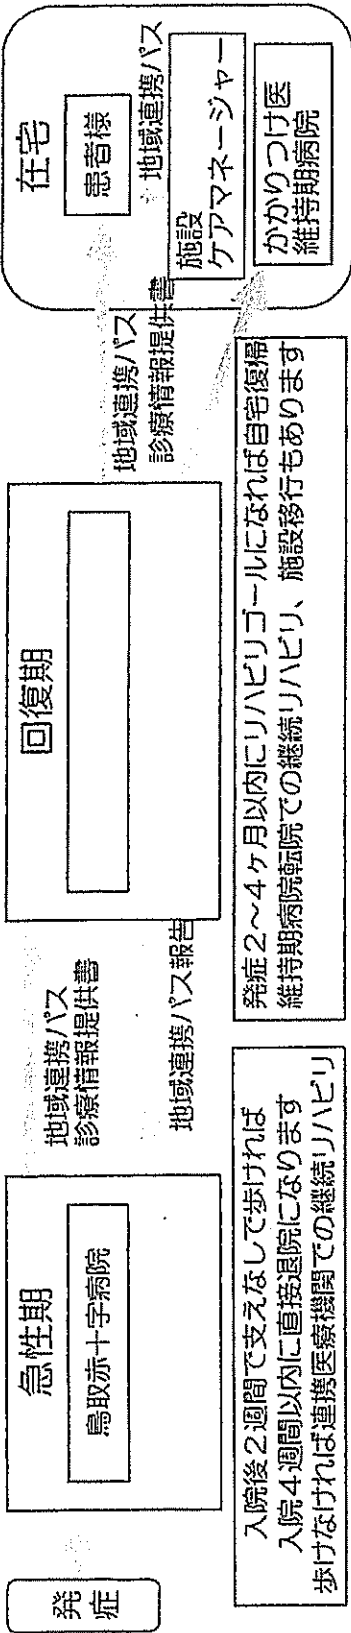 発症
急性期
鳥取赤十字病院
地域連携パス
診療情報提供書
地域連携パス報告
回復期
地域連携パス
診療情報提供書
在宅
患者様
地域連携パス
施設
ケアマネージャー
かかりつけ医
維持期病院
入院後2週間で支えなしで歩ければ
入院4週間以内に直接退院になります
歩けなければ連携医療機関での継続リハビリ
発症2~4ヶ月以内にリハビリゴールになれば自宅復帰
維持期病院転院での継続リハビリ、施設移行もあります